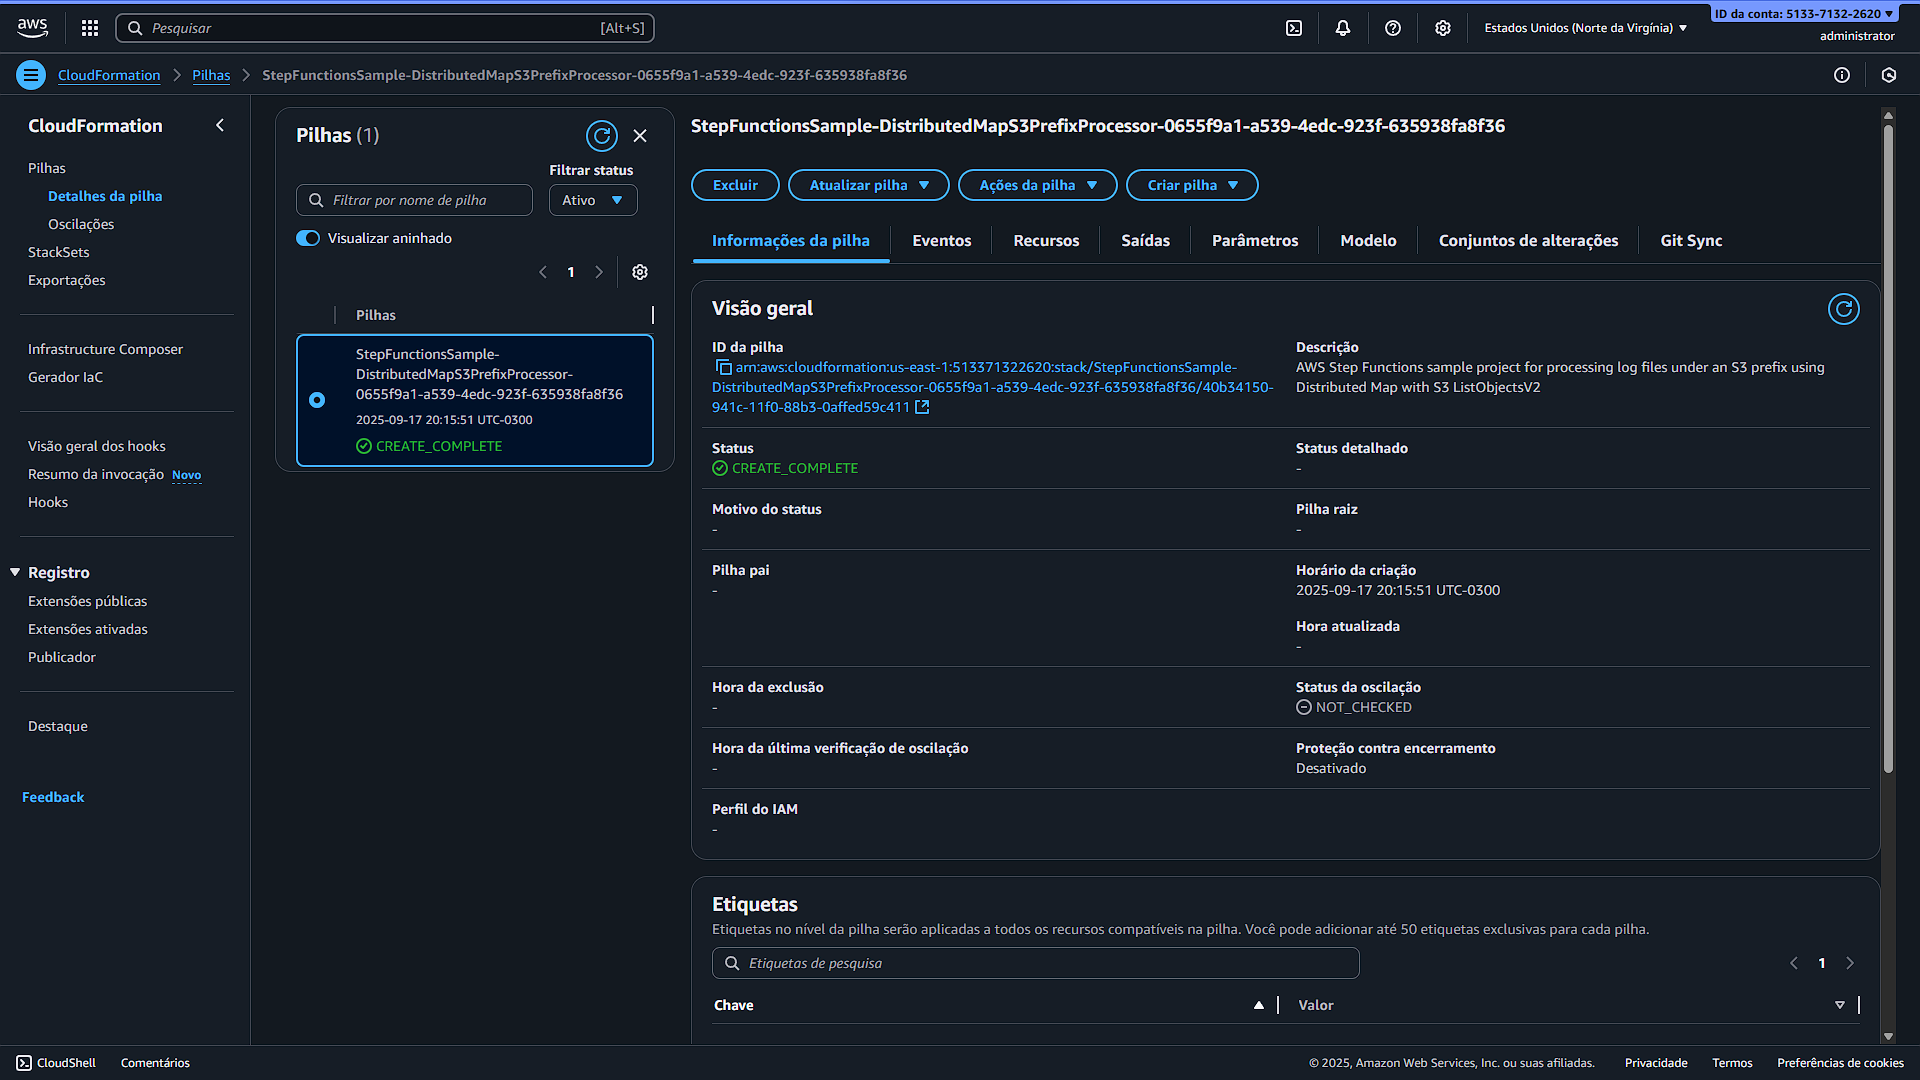 aws
Pesquisar
[Alt+S]
Estados Unidos (Norte da Virgínia)
ID da conta: 5133-7132-2620
administrator
CloudFormation
Pilhas
StepFunctionsSample-DistributedMapS3PrefixProcessor-0655f9a1-a539-4edc-923f-635938fa8f36
CloudFormation
Pilhas
Detalhes da pilha
Oscilações
StackSets
Exportações
Infrastructure Composer
Gerador IaC
Visão geral dos hooks
Resumo da invocação Novo
Hooks
Registro
Extensões públicas
Extensões ativadas
Publicador
Destaque
Feedback
Pilhas (1)
Filtrar status
Filtrar por nome de pilha
Ativo
Visualizar aninhado
1
Pilhas
StepFunctionsSample-
DistributedMapS3PrefixProcessor-
0655f9a1-a539-4edc-923f-635938fa8f36
2025-09-17 20:15:51 UTC-0300
CREATE_COMPLETE
StepFunctionsSample-DistributedMapS3PrefixProcessor-0655f9a1-a539-4edc-923f-635938fa8f36
Excluir
Atualizar pilha
Ações da pilha
Criar pilha
Informações da pilha
Eventos
Recursos
Saídas
Parâmetros
Modelo
Conjuntos de alterações
Git Sync
Visão geral
ID da pilha
arn:aws:cloudformation:us-east-1:513371322620:stack/StepFunctionsSample-
DistributedMapS3PrefixProcessor-0655f9a1-a539-4edc-923f-635938fa8f36/40b34150-
941c-11f0-88b3-0affed59c411
Descrição
AWS Step Functions sample project for processing log files under an S3 prefix using
Distributed Map with S3 ListObjectsV2
Status
CREATE_COMPLETE
Status detalhado
-
Motivo do status
-
Pilha raiz
-
Pilha pai
-
Horário da criação
2025-09-17 20:15:51 UTC-0300
Hora atualizada
-
Hora da exclusão
-
Status da oscilação
NOT_CHECKED
Hora da última verificação de oscilação
-
Proteção contra encerramento
Desativado
Perfil do IAM
-
Etiquetas
Etiquetas no nível da pilha serão aplicadas a todos os recursos compatíveis na pilha. Você pode adicionar até 50 etiquetas exclusivas para cada pilha.
Etiquetas de pesquisa
1
Chave
Valor
CloudShell
Comentários
© 2025, Amazon Web Services, Inc. ou suas afiliadas.
Privacidade
Termos
Preferências de cookies